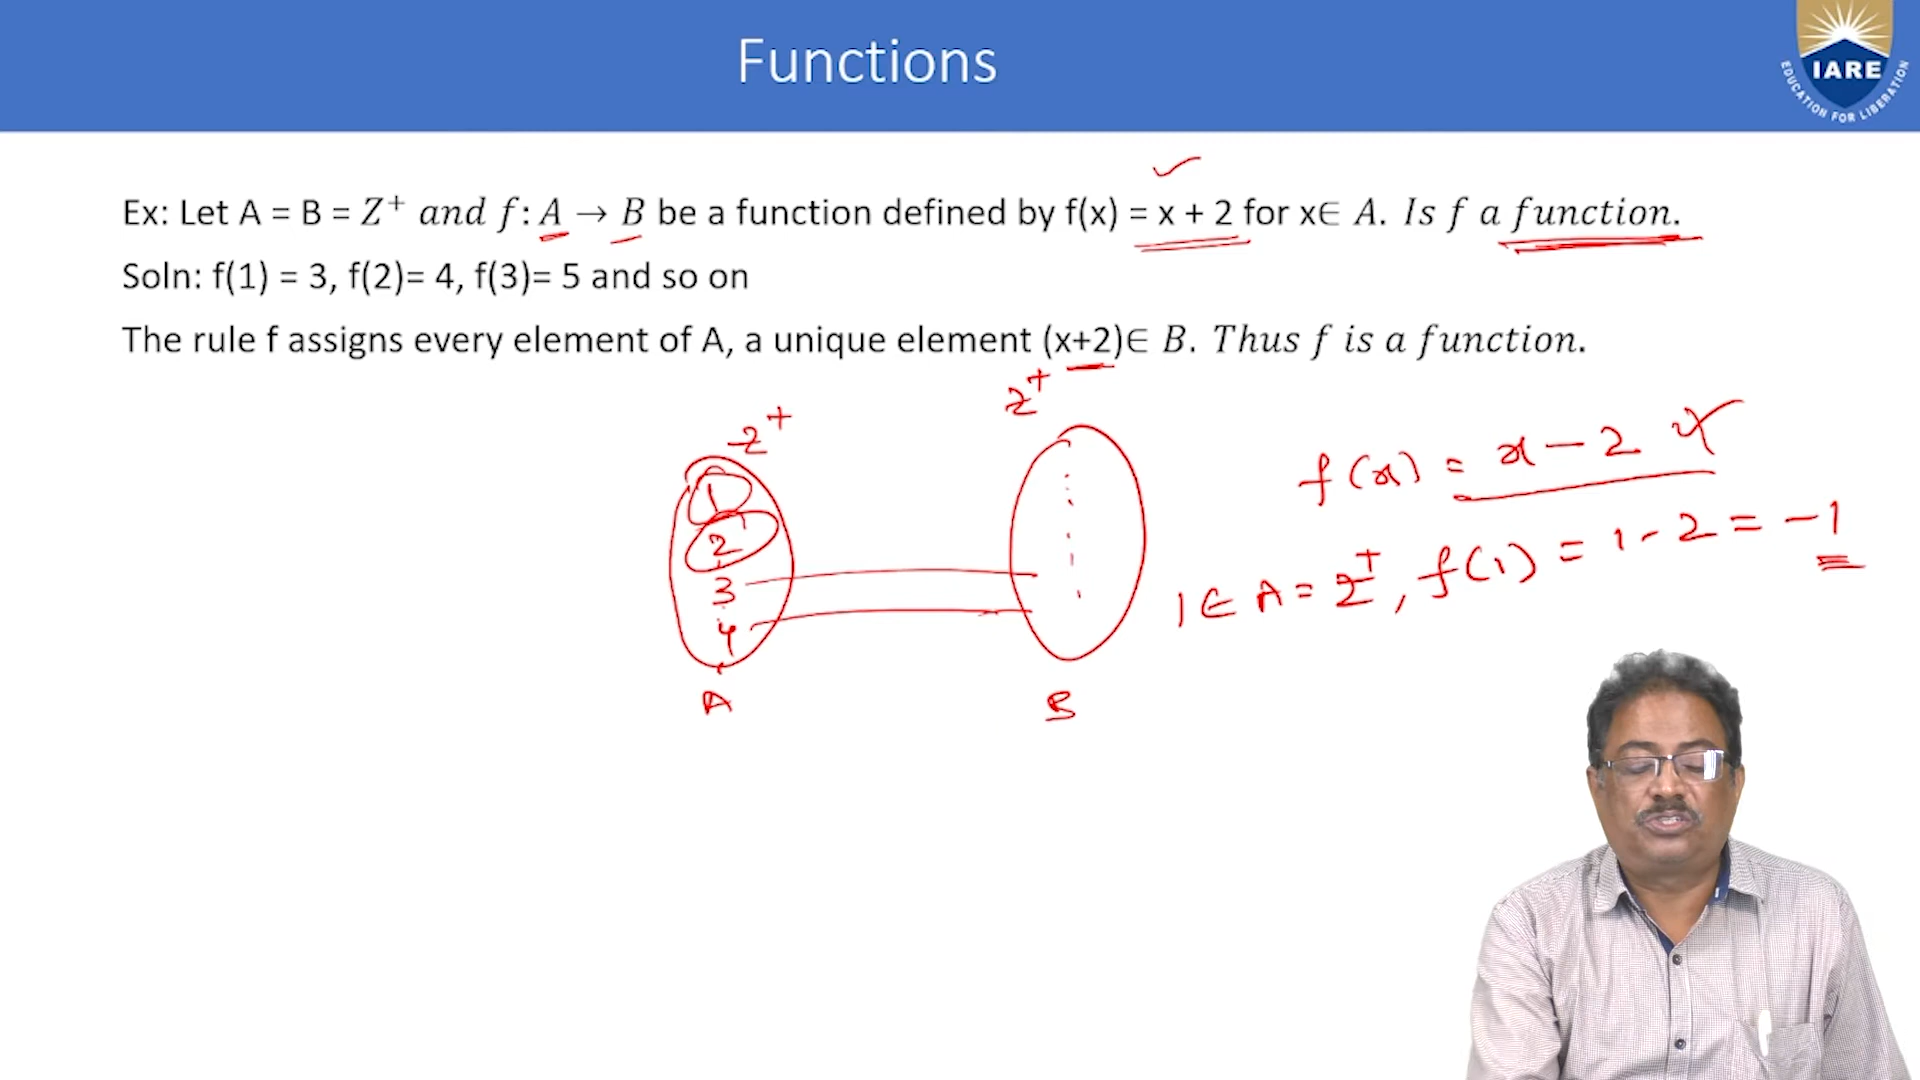 Functions
IARE
EDUCATION FOR LIBERATION
Ex: Let A = B = Z⁺ and f: A → B be a function defined by f(x) = x + 2 for x∈ A. Is f a function.
Soln: f(1) = 3, f(2)= 4, f(3)= 5 and so on
The rule f assigns every element of A, a unique element (x+2)∈ B. Thus f is a function.
Z⁺
Z⁺
1
2
3
4
A
B
f(x) = x - 2
1 ∈ A = Z⁺, f(1) = 1 - 2 = -1